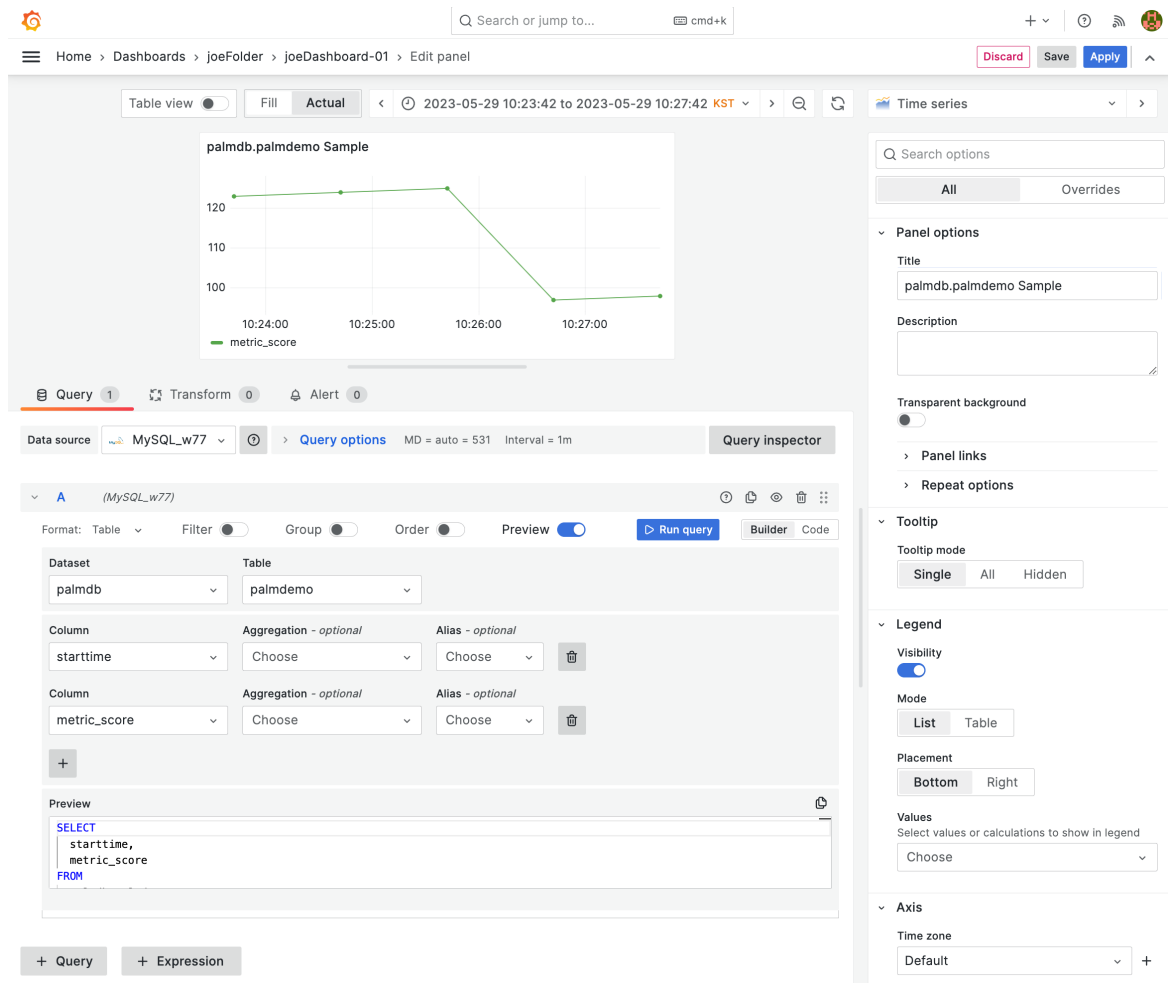 Search or jump to...
cmd+k
Home › Dashboards › joeFolder › joeDashboard-01 › Edit panel
Discard
Save
Apply
Table view
Fill
Actual
2023-05-29 10:23:42 to 2023-05-29 10:27:42 KST
Time series
palmdb.palmdemo Sample
120
110
100
10:24:00
10:25:00
10:26:00
10:27:00
metric_score
Query 1
Transform 0
Alert 0
Data source
MySQL_w77
Query options
MD = auto = 531
Interval = 1m
Query inspector
A
(MySQL_w77)
Format: Table
Filter
Group
Order
Preview
Run query
Builder
Code
Dataset
Table
palmdb
palmdemo
Column
Aggregation - optional
Alias - optional
starttime
Choose
Choose
Column
Aggregation - optional
Alias - optional
metric_score
Choose
Choose
+
Preview
SELECT
starttime,
metric_score
FROM
+ Query
+ Expression
Search options
All
Overrides
Panel options
Title
palmdb.palmdemo Sample
Description
Transparent background
Panel links
Repeat options
Tooltip
Tooltip mode
Single
All
Hidden
Legend
Visibility
Mode
List
Table
Placement
Bottom
Right
Values
Select values or calculations to show in legend
Choose
Axis
Time zone
Default
+